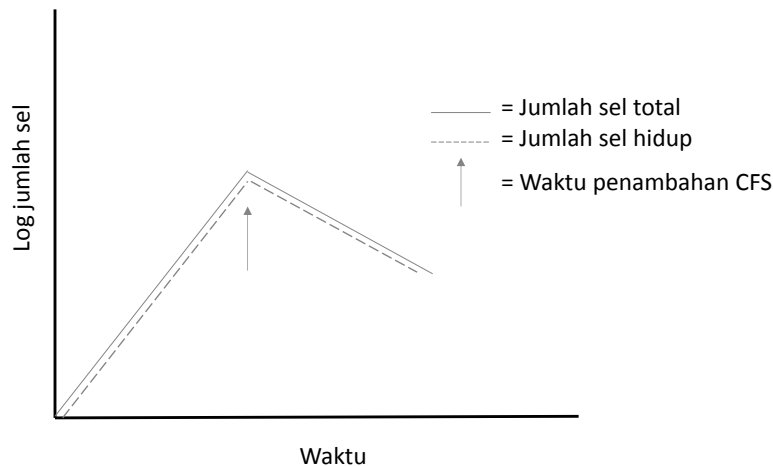 Log jumlah sel
= Jumlah sel total
= Jumlah sel hidup
= Waktu penambahan CFS
Waktu